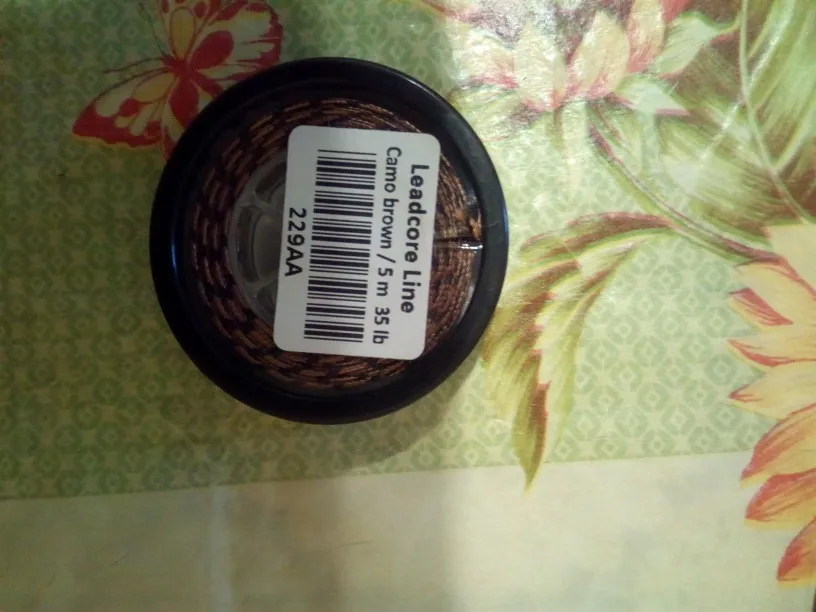 Leadcore Line
Camo brown / 5 m 35 lb
229AA